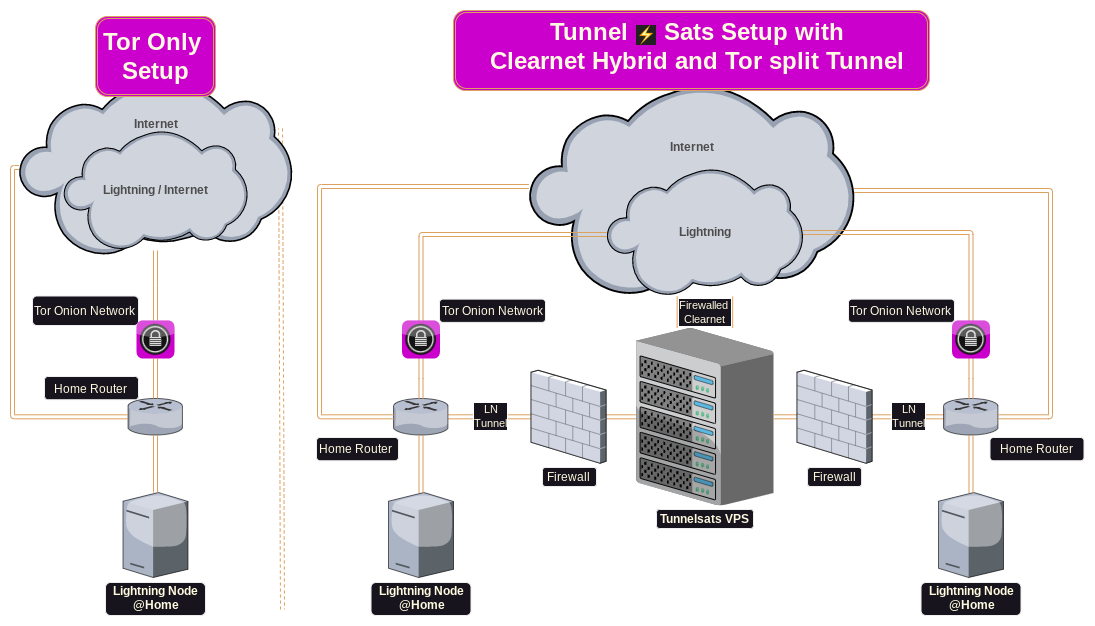 Tor Only
Setup
Tunnel ⚡ Sats Setup with
Clearnet Hybrid and Tor split Tunnel
Internet
Lightning / Internet
Internet
Lightning
Tor Onion Network
Home Router
Lightning Node
@Home
Tor Onion Network
Home Router
LN
Tunnel
Firewall
Lightning Node
@Home
Firewalled
Clearnet
Tunnelsats VPS
Tor Onion Network
LN
Tunnel
Firewall
Home Router
Lightning Node
@Home